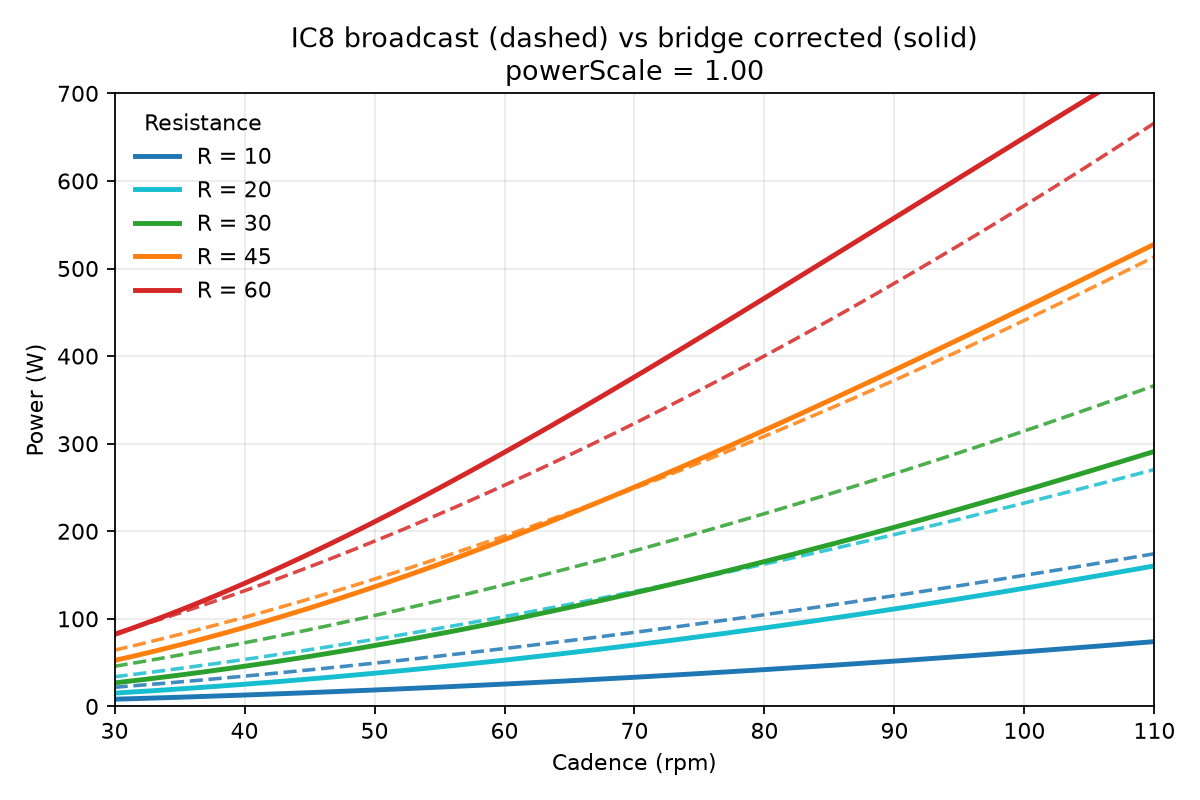 IC8 broadcast (dashed) vs bridge corrected (solid)
powerScale = 1.00
Resistance
R = 10
R = 20
R = 30
R = 45
R = 60
Power (W)
700
600
500
400
300
200
100
0
30 40 50 60 70 80 90 100 110
Cadence (rpm)